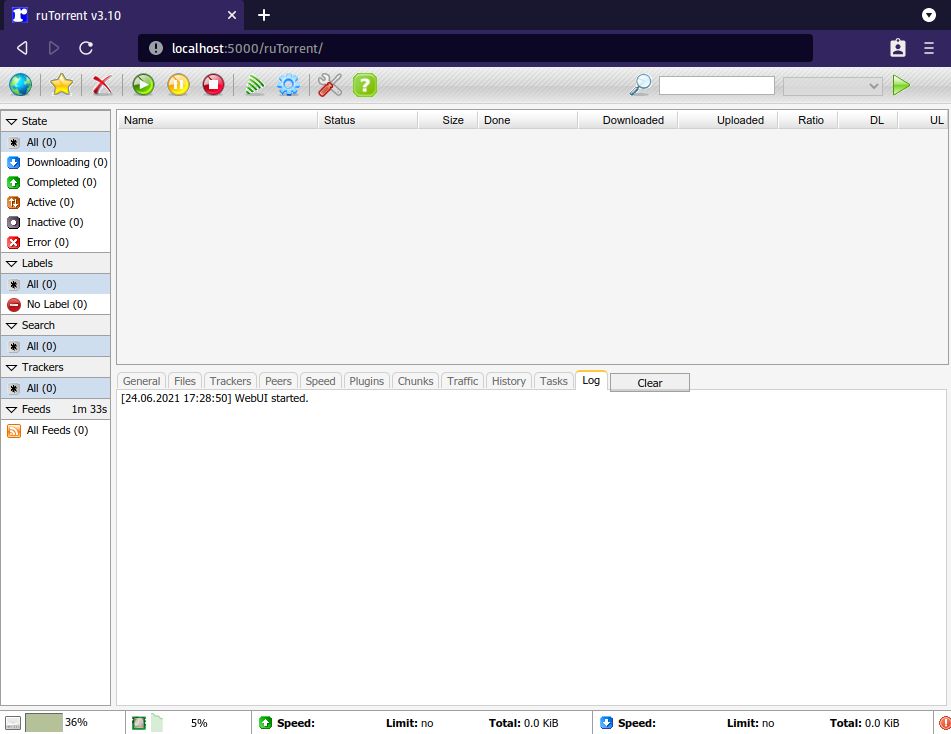 ruTorrent v3.10
localhost:5000/ruTorrent/
State
All (0)
Downloading (0)
Completed (0)
Active (0)
Inactive (0)
Error (0)
Labels
All (0)
No Label (0)
Search
All (0)
Trackers
All (0)
Feeds 1m 33s
All Feeds (0)
Name Status Size Done Downloaded Uploaded Ratio DL UL
General Files Trackers Peers Speed Plugins Chunks Traffic History Tasks Log Clear
[24.06.2021 17:28:50] WebUI started.
36% 5% Speed: Limit: no Total: 0.0 KiB Speed: Limit: no Total: 0.0 KiB